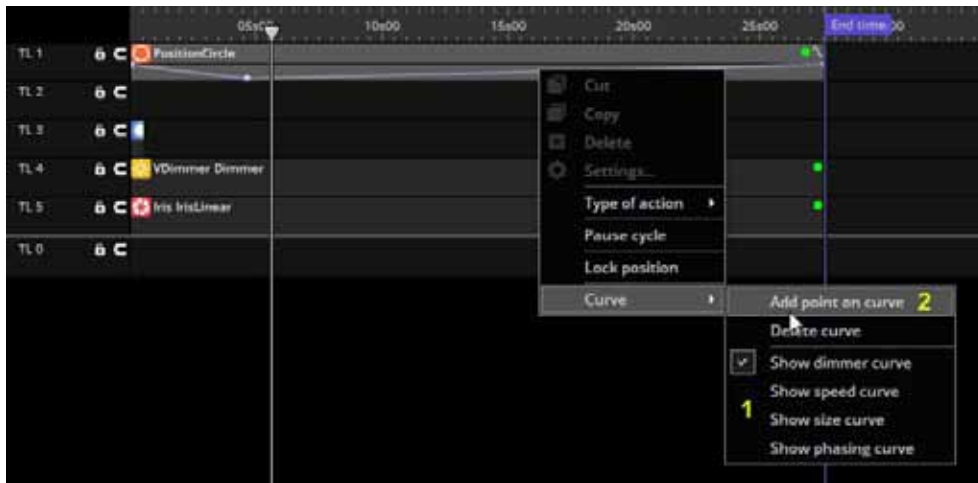 05s00
10s00
15s00
20s00
25s00
End time
TL 1
PositionCircle
TL 2
TL 3
TL 4
VDimmer Dimmer
TL 5
Iris IrisLinear
TL 0
Cut
Copy
Delete
Settings...
Type of action
Pause cycle
Lock position
Curve
Add point on curve 2
Delete curve
Show dimmer curve
Show speed curve
1
Show size curve
Show phasing curve